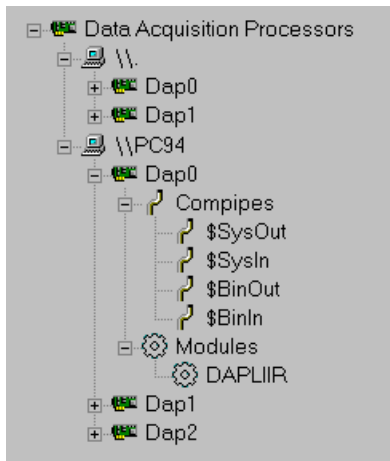 Data Acquisition Processors
\\.
Dap0
Dap1
\\PC94
Dap0
Compipes
$SysOut
$SysIn
$BinOut
$BinIn
Modules
DAPLIIR
Dap1
Dap2